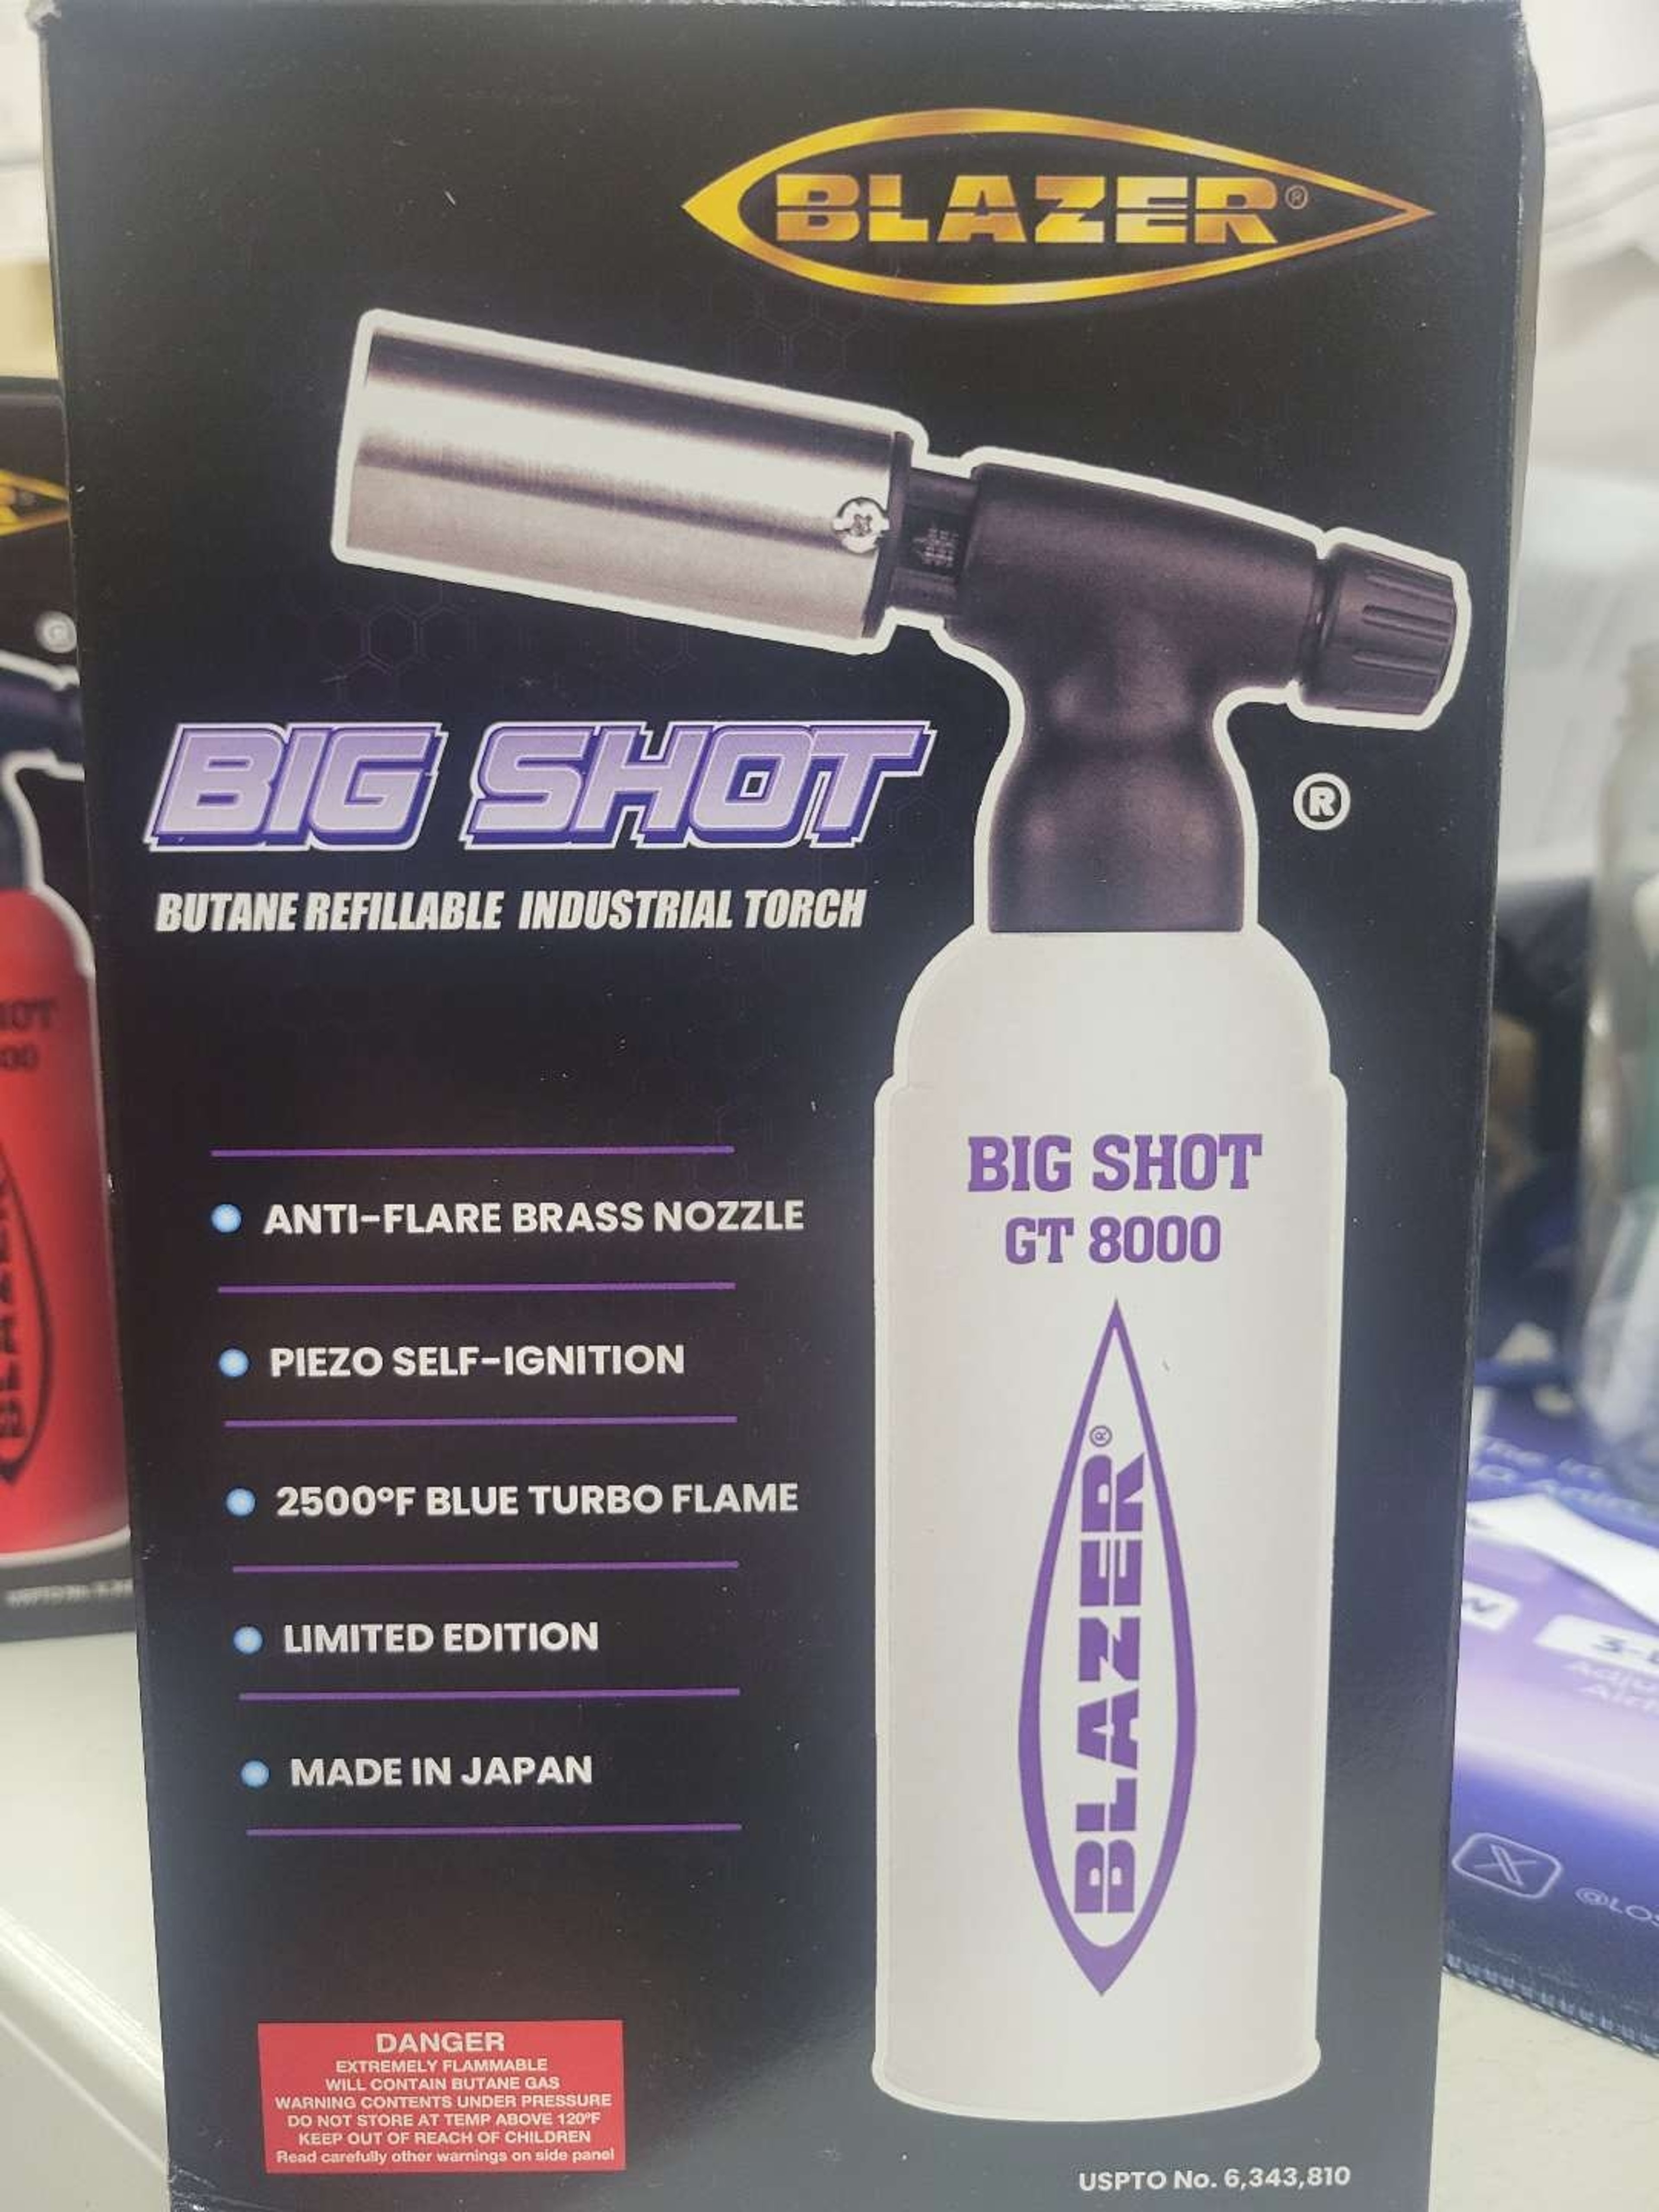 BLAZER®
BIG SHOT
®
BUTANE REFILLABLE INDUSTRIAL TORCH
BIG SHOT
GT 8000
BLAZER®
ANTI-FLARE BRASS NOZZLE
PIEZO SELF-IGNITION
2500°F BLUE TURBO FLAME
LIMITED EDITION
MADE IN JAPAN
DANGER
EXTREMELY FLAMMABLE
WILL CONTAIN BUTANE GAS
WARNING CONTENTS UNDER PRESSURE
DO NOT STORE AT TEMP ABOVE 120°F
KEEP OUT OF REACH OF CHILDREN
Read carefully other warnings on side panel
USPTO No. 6,343,810